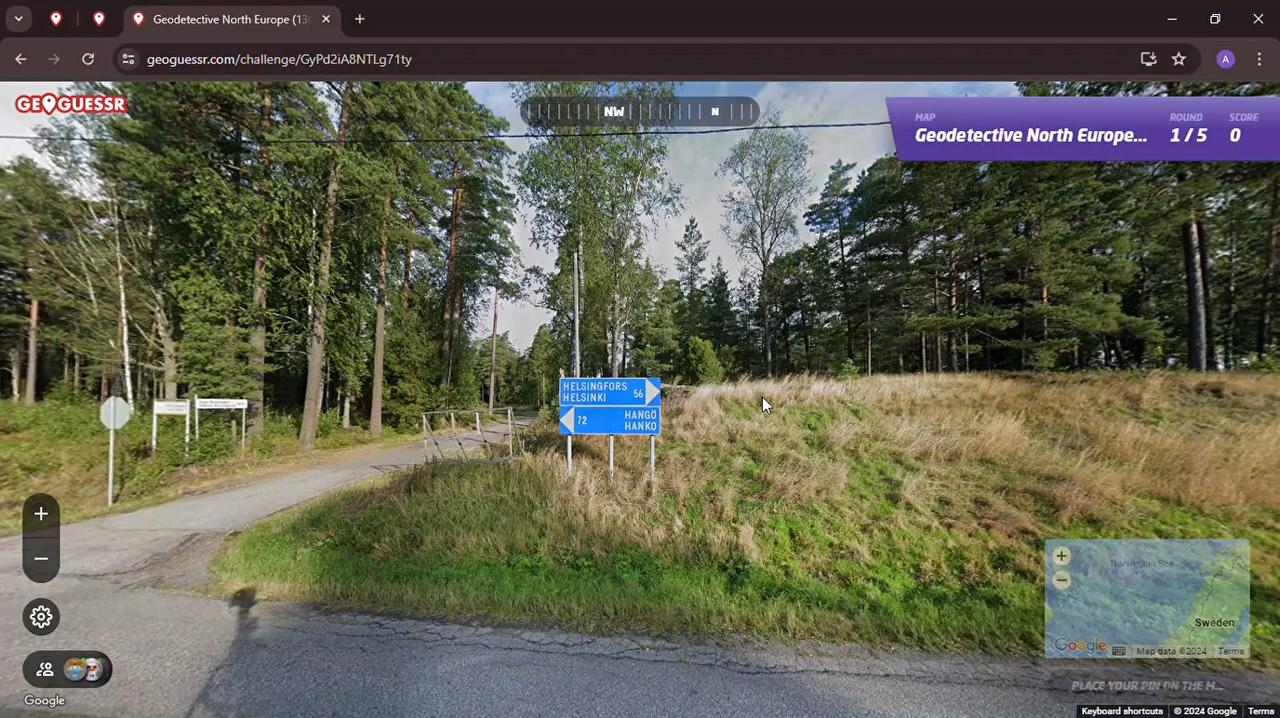 Geodetective North Europe (13
geoguessr.com/challenge/GyPd2iA8NTLg71ty
A
GEOGUESSR
NW
N
MAP
Geodetective North Europe...
ROUND
1 / 5
SCORE
0
HELSINGFORS
HELSINKI 56
72 HANGÖ
HANKO
+
−
+
−
Norwegian Sea
Sweden
Google
Map data ©2024
Terms
PLACE YOUR PIN ON THE M...
Google
Keyboard shortcuts
© 2024 Google
Terms